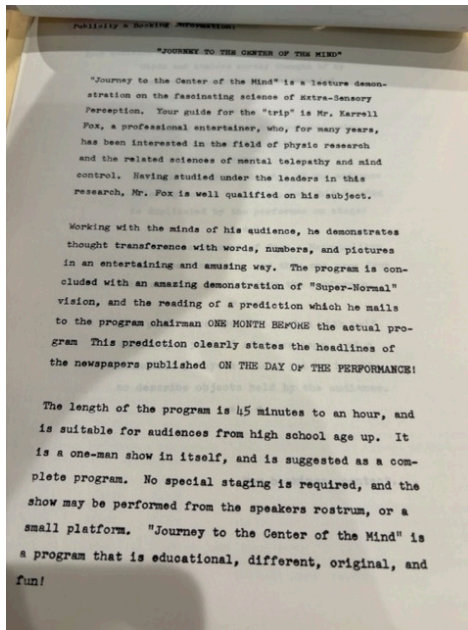 Publicity & Booking Information:
"JOURNEY TO THE CENTER OF THE MIND"
"Journey to the Center of the Mind" is a lecture demon-
stration on the fascinating science of Extra-Sensory
Perception. Your guide for the "trip" is Mr. Karrell
Fox, a professional entertainer, who, for many years,
has been interested in the field of physic research
and the related sciences of mental telepathy and mind
control. Having studied under the leaders in this
research, Mr. Fox is well qualified on his subject.
Working with the minds of his audience, he demonstrates
thought transference with words, numbers, and pictures
in an entertaining and amusing way. The program is con-
cluded with an amazing demonstration of "Super-Normal"
vision, and the reading of a prediction which he mails
to the program chairman ONE MONTH BEFORE the actual pro-
gram This prediction clearly states the headlines of
the newspapers published ON THE DAY OF THE PERFORMANCE!
to describe objects held by the audience.
The length of the program is 45 minutes to an hour, and
is suitable for audiences from high school age up. It
is a one-man show in itself, and is suggested as a com-
plete program. No special staging is required, and the
show may be performed from the speakers rostrum, or a
small platform. "Journey to the Center of the Mind" is
a program that is educational, different, original, and
fun!